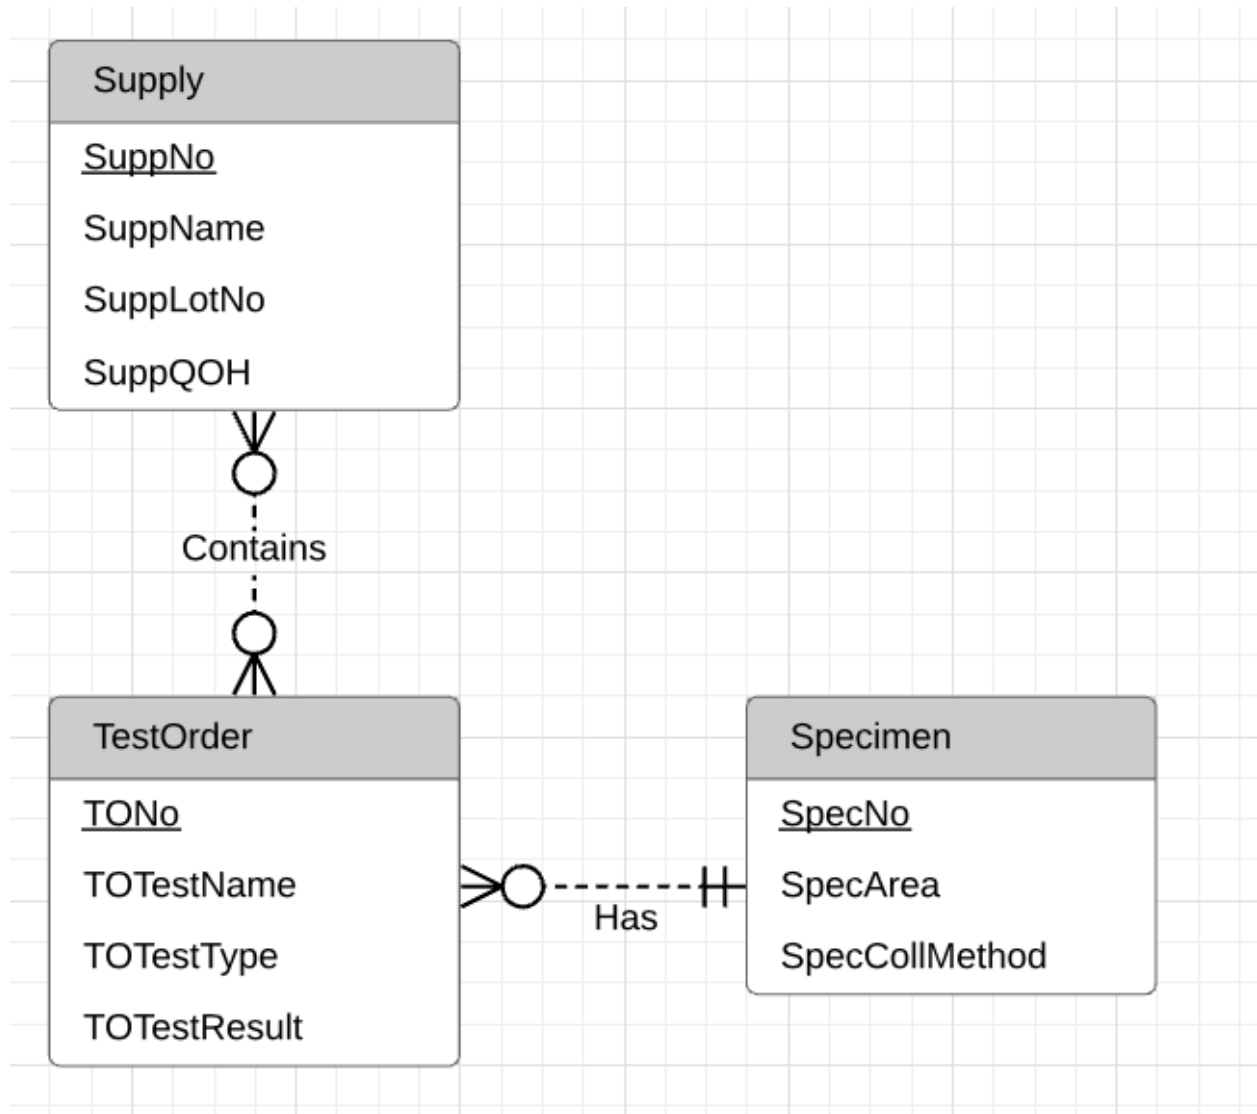 Supply
SuppNo
SuppName
SuppLotNo
SuppQOH
Contains
TestOrder
TONo
TOTestName
TOTestType
TOTestResult
Has
Specimen
SpecNo
SpecArea
SpecCollMethod